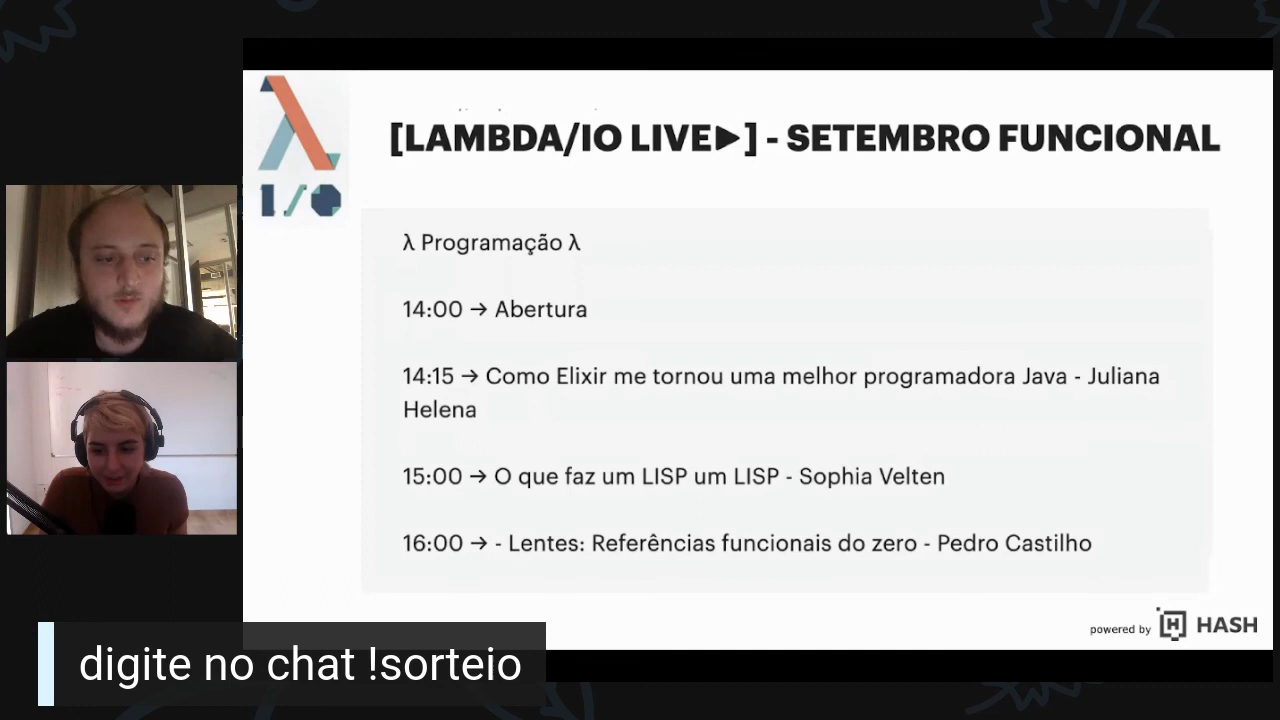 I/O
[LAMBDA/IO LIVE▶] - SETEMBRO FUNCIONAL
λ Programação λ
14:00 → Abertura
14:15 → Como Elixir me tornou uma melhor programadora Java - Juliana
Helena
15:00 → O que faz um LISP um LISP - Sophia Velten
16:00 → - Lentes: Referências funcionais do zero - Pedro Castilho
powered by HASH
digite no chat !sorteio